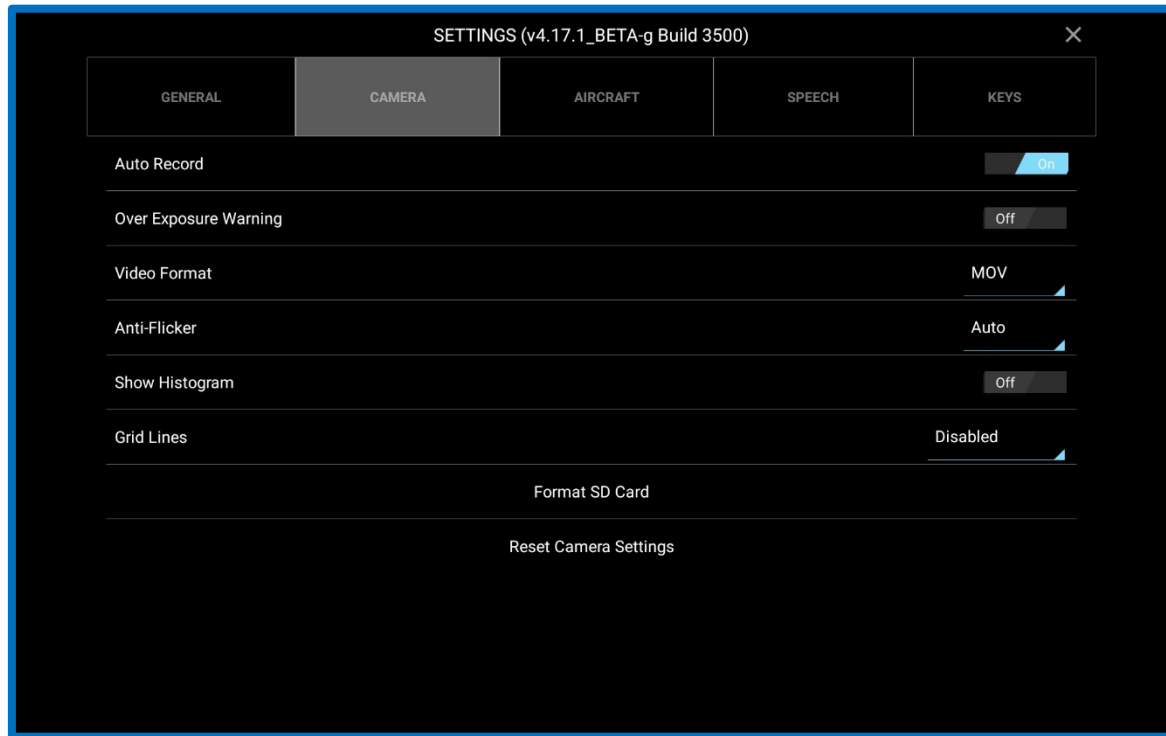 SETTINGS (v4.17.1_BETA-g Build 3500)
GENERAL CAMERA AIRCRAFT SPEECH KEYS
Auto Record On
Over Exposure Warning Off
Video Format MOV
Anti-Flicker Auto
Show Histogram Off
Grid Lines Disabled
Format SD Card
Reset Camera Settings